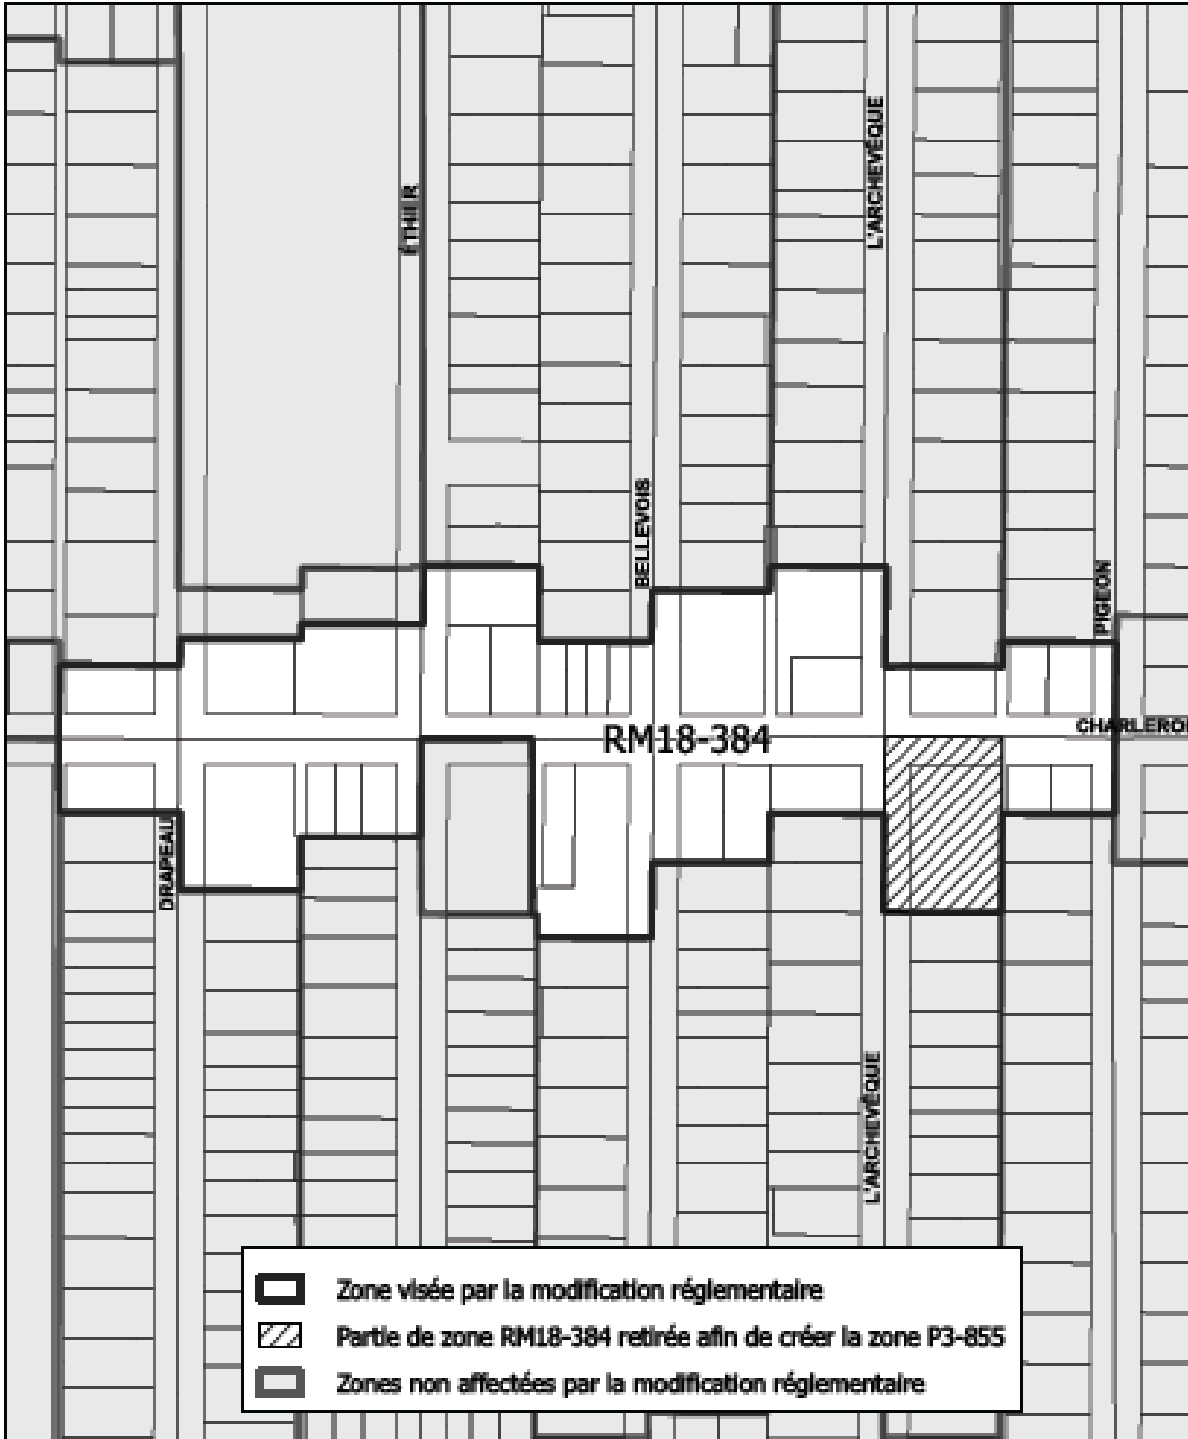 L'ARCHEVÊQUE
ÉTHIER
BELLEVOIS
PIGEON
CHARLEROI
RM18-384
DRAPEAU
L'ARCHEVÊQUE
Zone visée par la modification réglementaire
Partie de zone RM18-384 retirée afin de créer la zone P3-855
Zones non affectées par la modification réglementaire